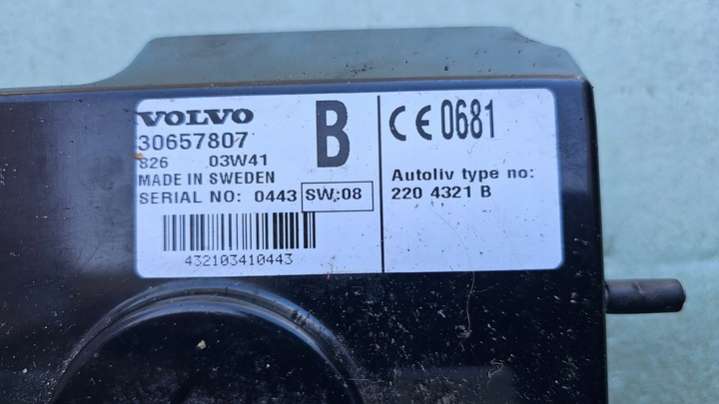 VOLVO
30657807
826 03W41
MADE IN SWEDEN
SERIAL NO: 0443 SW:08
432103410443
B
CE 0681
Autoliv type no:
220 4321 B